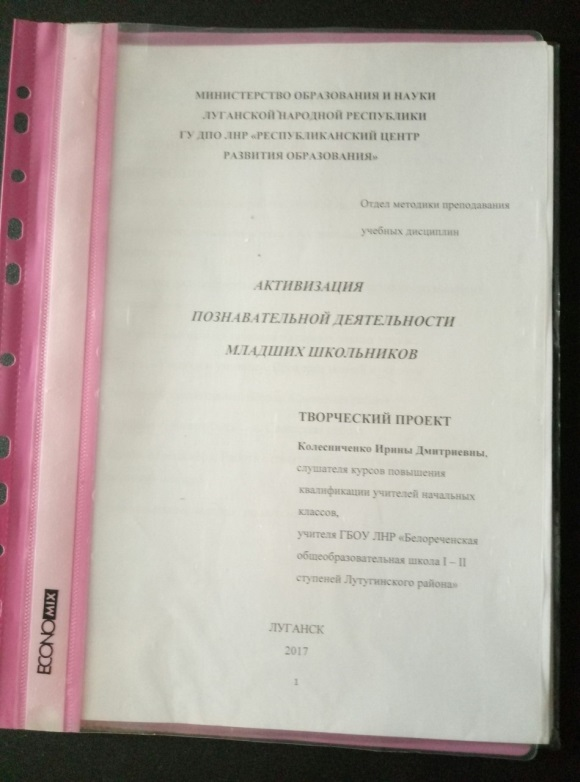 МИНИСТЕРСТВО ОБРАЗОВАНИЯ И НАУКИ
ЛУГАНСКОЙ НАРОДНОЙ РЕСПУБЛИКИ
ГУ ДПО ЛНР «РЕСПУБЛИКАНСКИЙ ЦЕНТР
РАЗВИТИЯ ОБРАЗОВАНИЯ»
Отдел методики преподавания
учебных дисциплин
АКТИВИЗАЦИЯ
ПОЗНАВАТЕЛЬНОЙ ДЕЯТЕЛЬНОСТИ
МЛАДШИХ ШКОЛЬНИКОВ
ТВОРЧЕСКИЙ ПРОЕКТ
Колесниченко Ирины Дмитриевны,
слушателя курсов повышения
квалификации учителей начальных
классов,
учителя ГБОУ ЛНР «Белореченская
общеобразовательная школа I – II
ступеней Лутугинского района»
ЛУГАНСК
2017
1
ECONOMIX